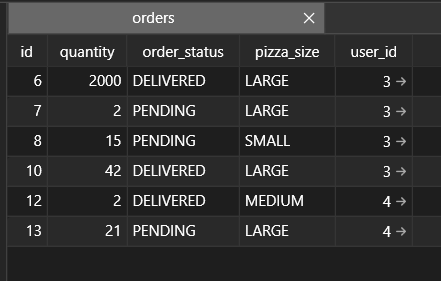 orders ×
id quantity order_status pizza_size user_id
6 2000 DELIVERED LARGE 3 →
7 2 PENDING LARGE 3 →
8 15 PENDING SMALL 3 →
10 42 DELIVERED LARGE 3 →
12 2 DELIVERED MEDIUM 4 →
13 21 PENDING LARGE 4 →